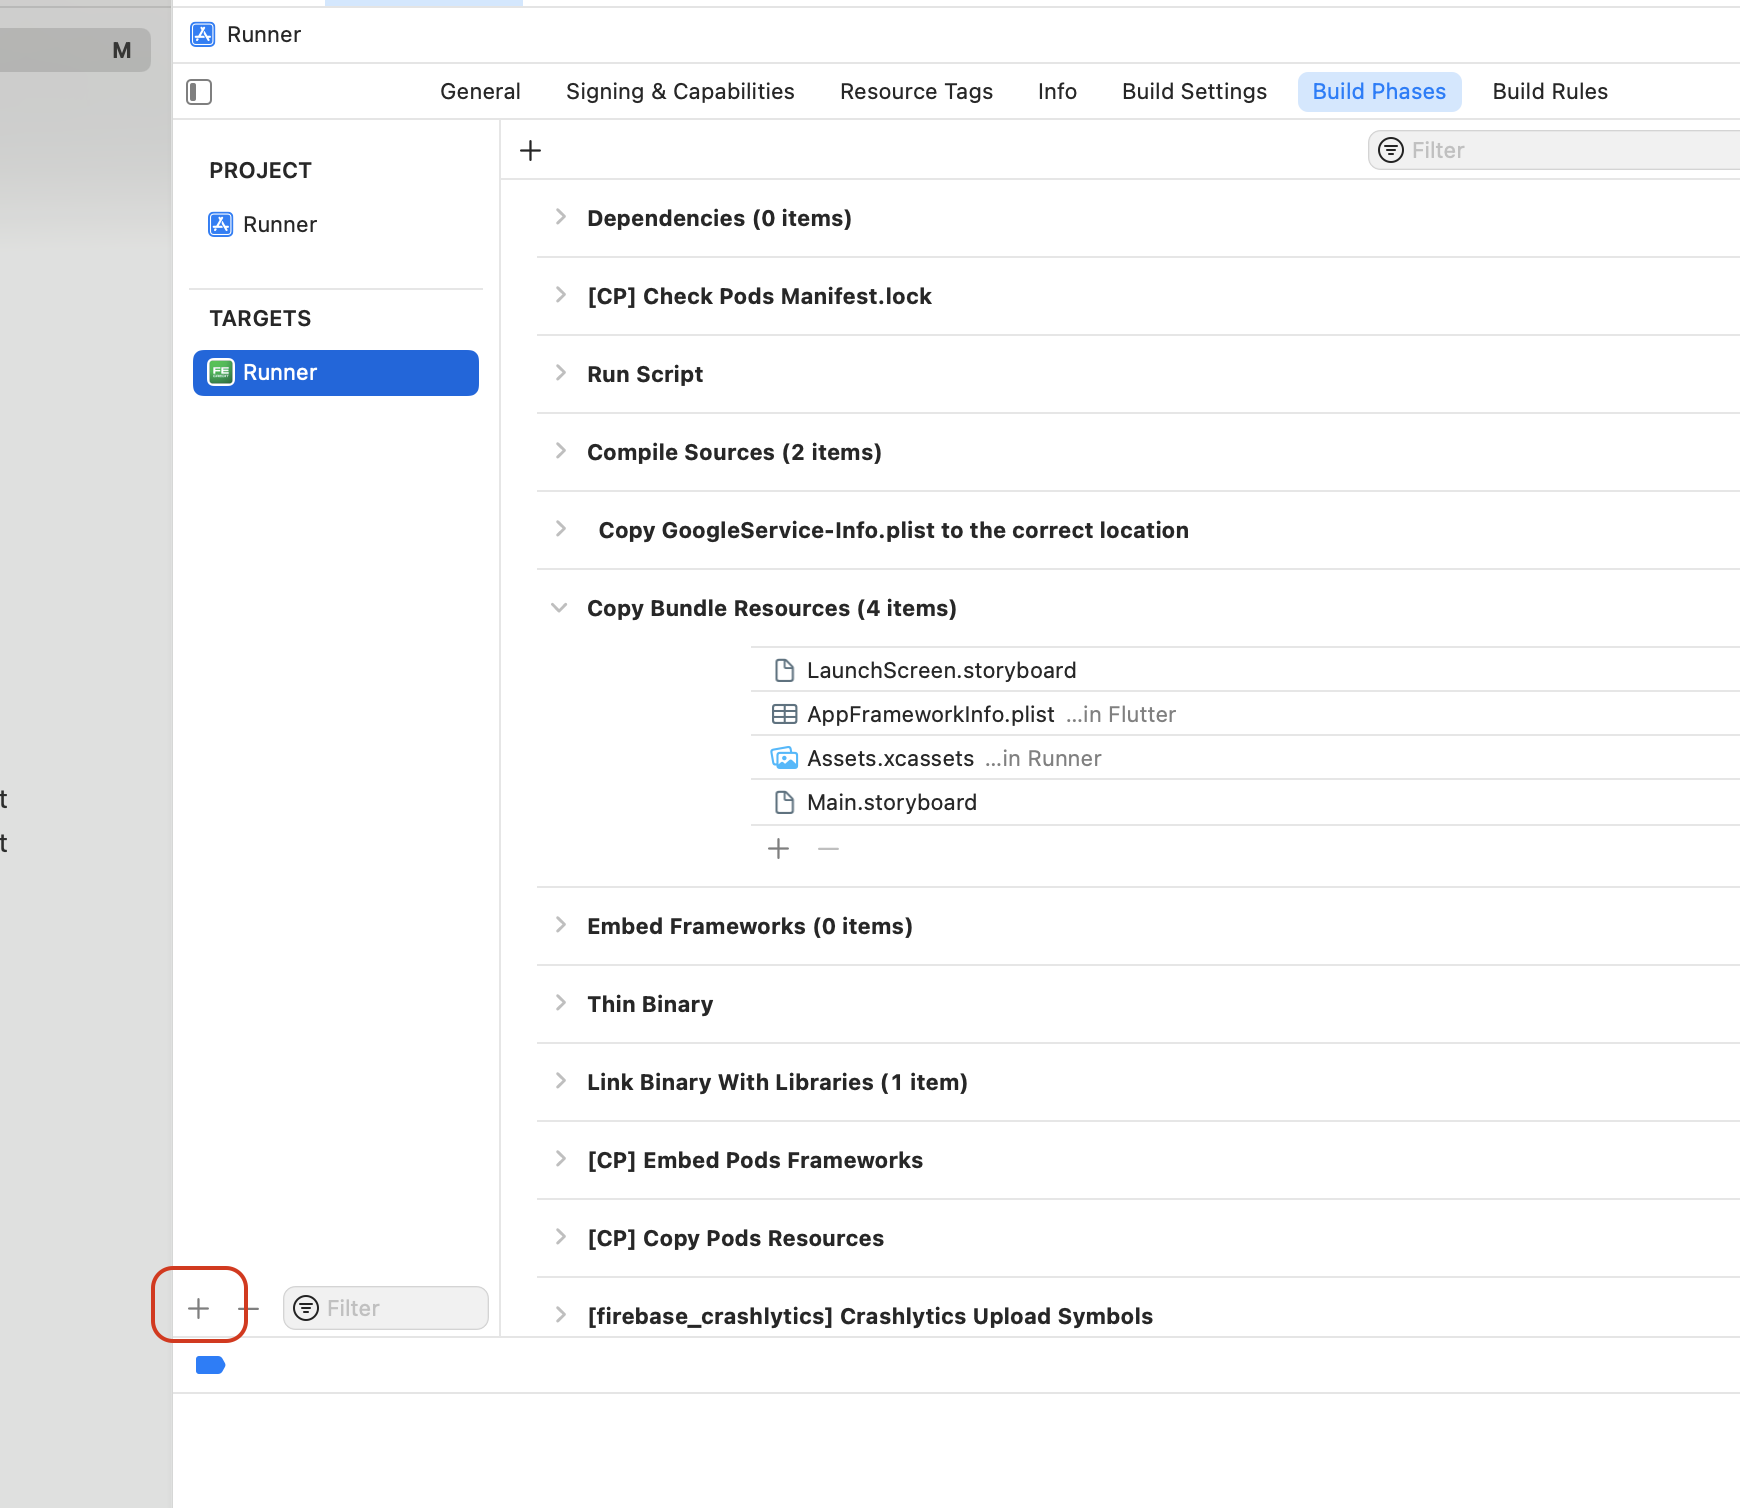 M
Runner
General Signing & Capabilities Resource Tags Info Build Settings Build Phases Build Rules
PROJECT
Runner
TARGETS
FE Runner
Filter
Filter
Dependencies (0 items)
[CP] Check Pods Manifest.lock
Run Script
Compile Sources (2 items)
Copy GoogleService-Info.plist to the correct location
Copy Bundle Resources (4 items)
LaunchScreen.storyboard
AppFrameworkInfo.plist ...in Flutter
Assets.xcassets ...in Runner
Main.storyboard
Embed Frameworks (0 items)
Thin Binary
Link Binary With Libraries (1 item)
[CP] Embed Pods Frameworks
[CP] Copy Pods Resources
[firebase_crashlytics] Crashlytics Upload Symbols
t
t